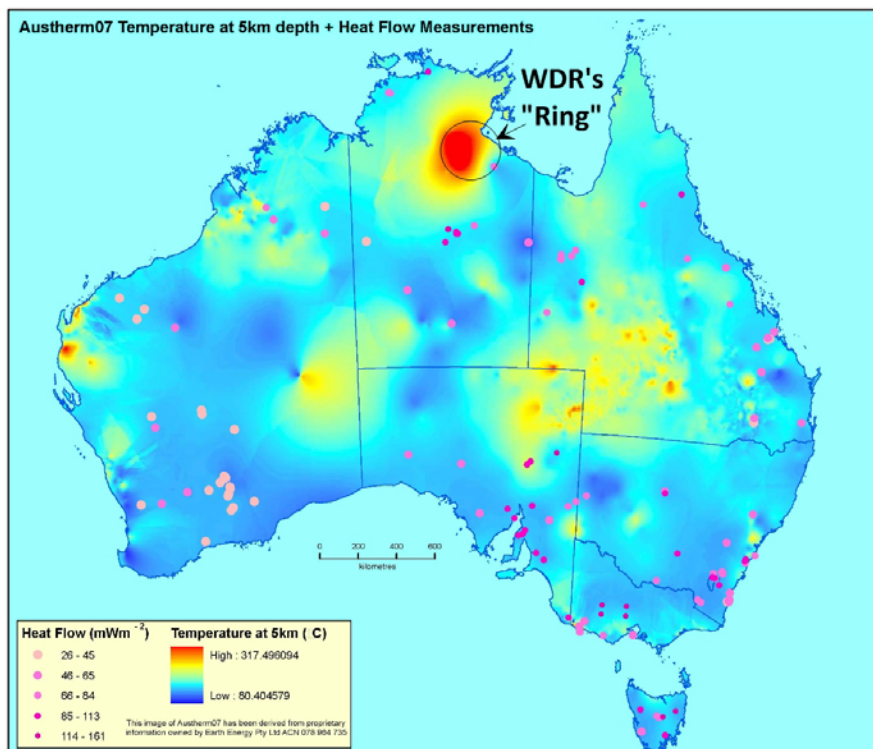 Austherm07 Temperature at 5km depth + Heat Flow Measurements
WDR's
"Ring"
0 200 400 600
kilometres
Heat Flow (mWm -2)
26 - 45
46 - 65
66 - 84
85 - 113
114 - 161
Temperature at 5km ( C)
High : 317.496094
Low : 80.404579
This image of Austherm07 has been derived from proprietary
information owned by Earth Energy Pty Ltd ACN 078 964 735